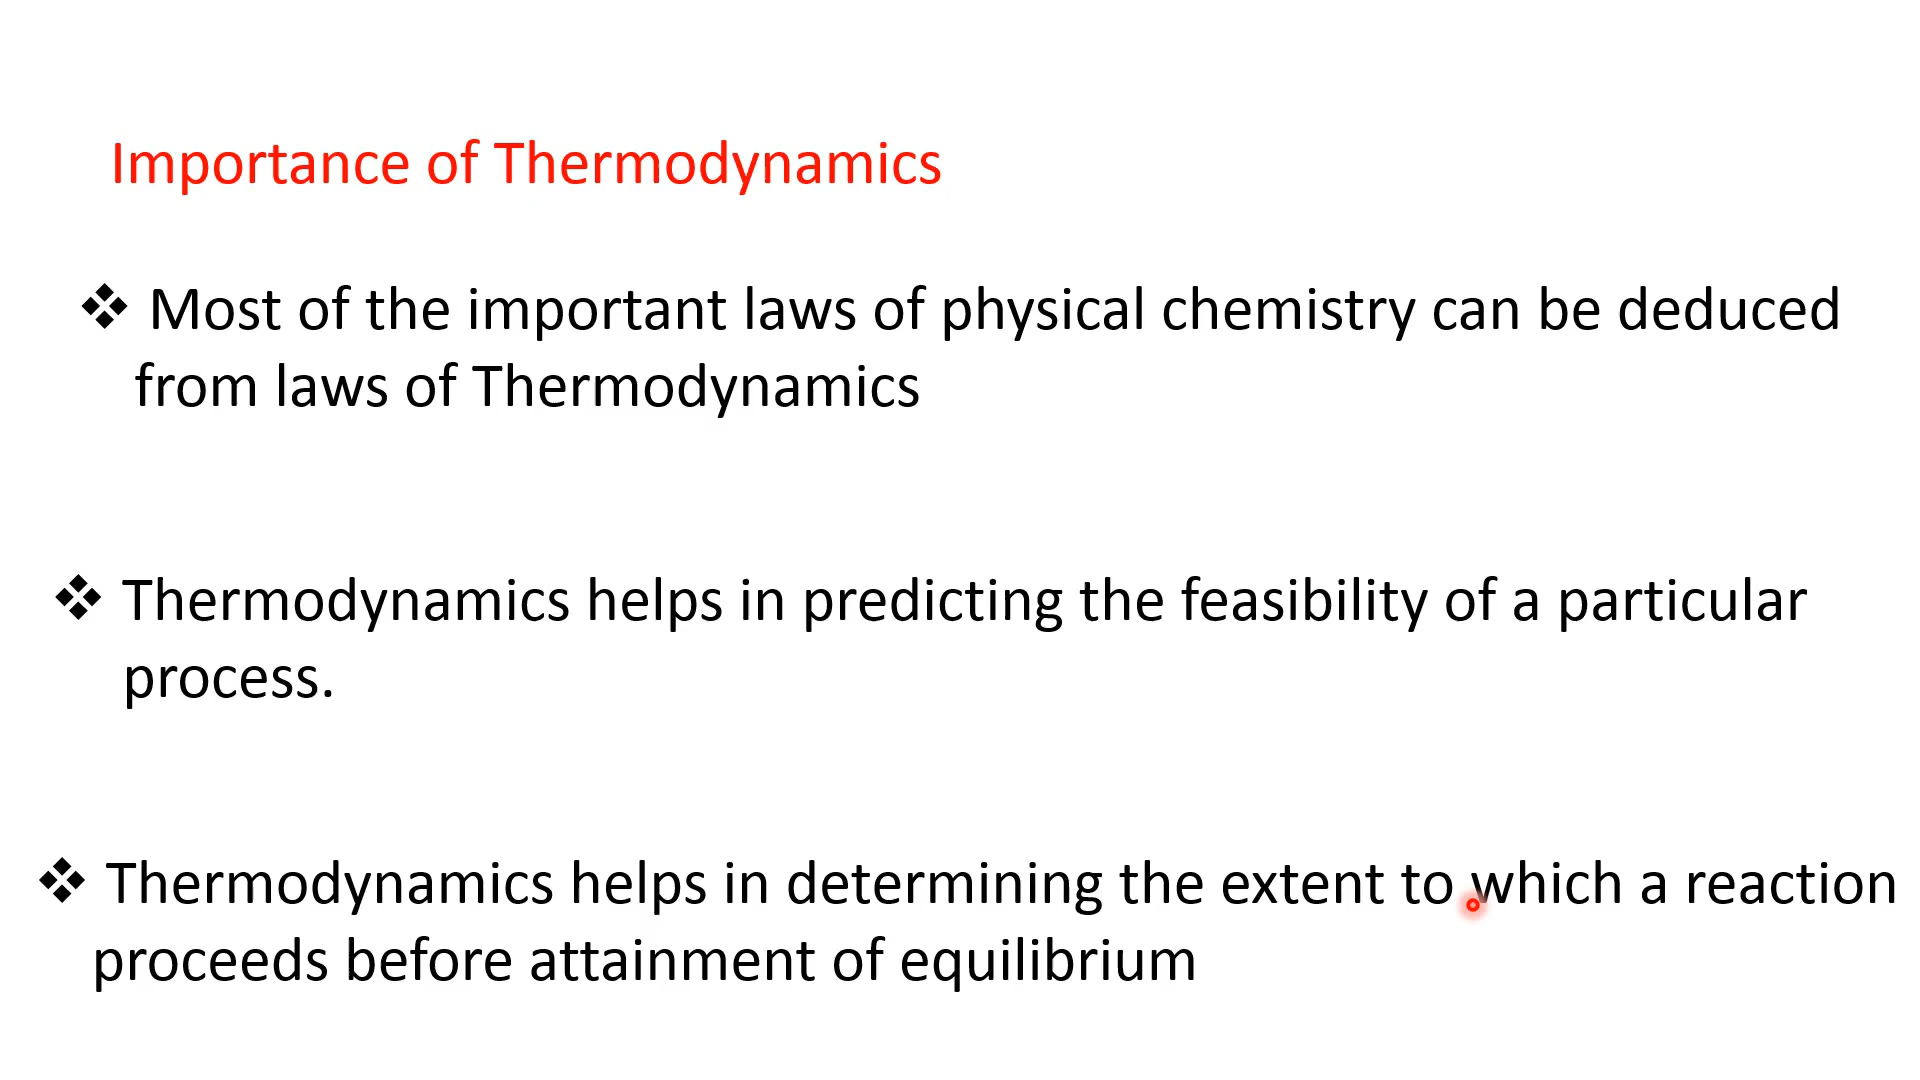 Importance of Thermodynamics
❖ Most of the important laws of physical chemistry can be deduced
from laws of Thermodynamics
❖ Thermodynamics helps in predicting the feasibility of a particular
process.
❖ Thermodynamics helps in determining the extent to which a reaction
proceeds before attainment of equilibrium